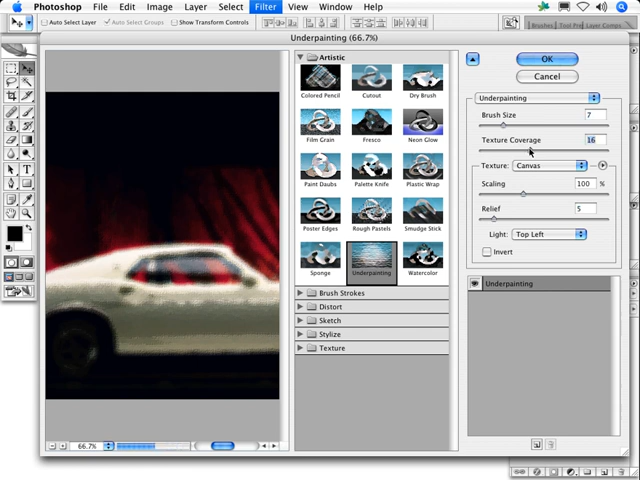 Photoshop File Edit Image Layer Select Filter View Window Help
Auto Select Layer Auto Select Groups Show Transform Controls
Brushes Tool Pre Layer Comps
Underpainting (66.7%)
Artistic
Colored Pencil Cutout Dry Brush
Film Grain Fresco Neon Glow
Paint Daubs Palette Knife Plastic Wrap
Poster Edges Rough Pastels Smudge Stick
Sponge Underpainting Watercolor
Brush Strokes
Distort
Sketch
Stylize
Texture
OK
Cancel
Underpainting
Brush Size 7
Texture Coverage 16
Texture: Canvas
Scaling 100 %
Relief 5
Light: Top Left
Invert
Underpainting
66.7%